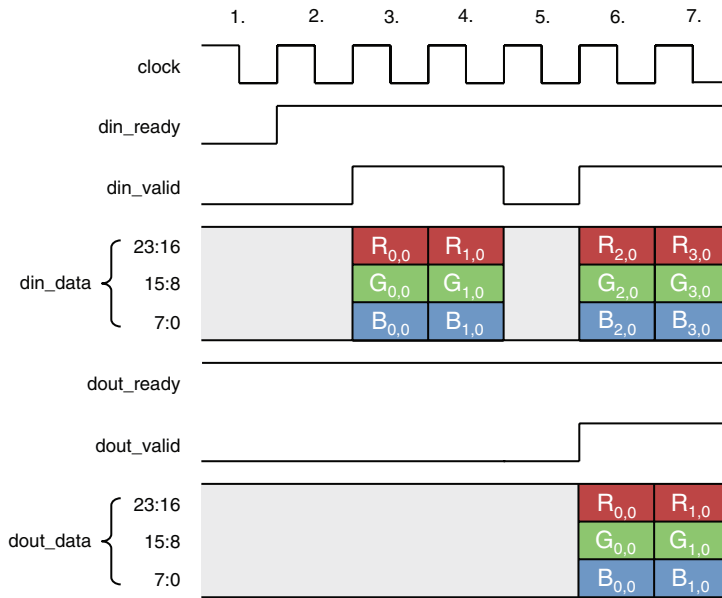 1. 2. 3. 4. 5. 6. 7.
clock
din_ready
din_valid
23:16 R0,0 R1,0 R2,0 R3,0
din_data 15:8 G0,0 G1,0 G2,0 G3,0
7:0 B0,0 B1,0 B2,0 B3,0
dout_ready
dout_valid
23:16 R0,0 R1,0
dout_data 15:8 G0,0 G1,0
7:0 B0,0 B1,0